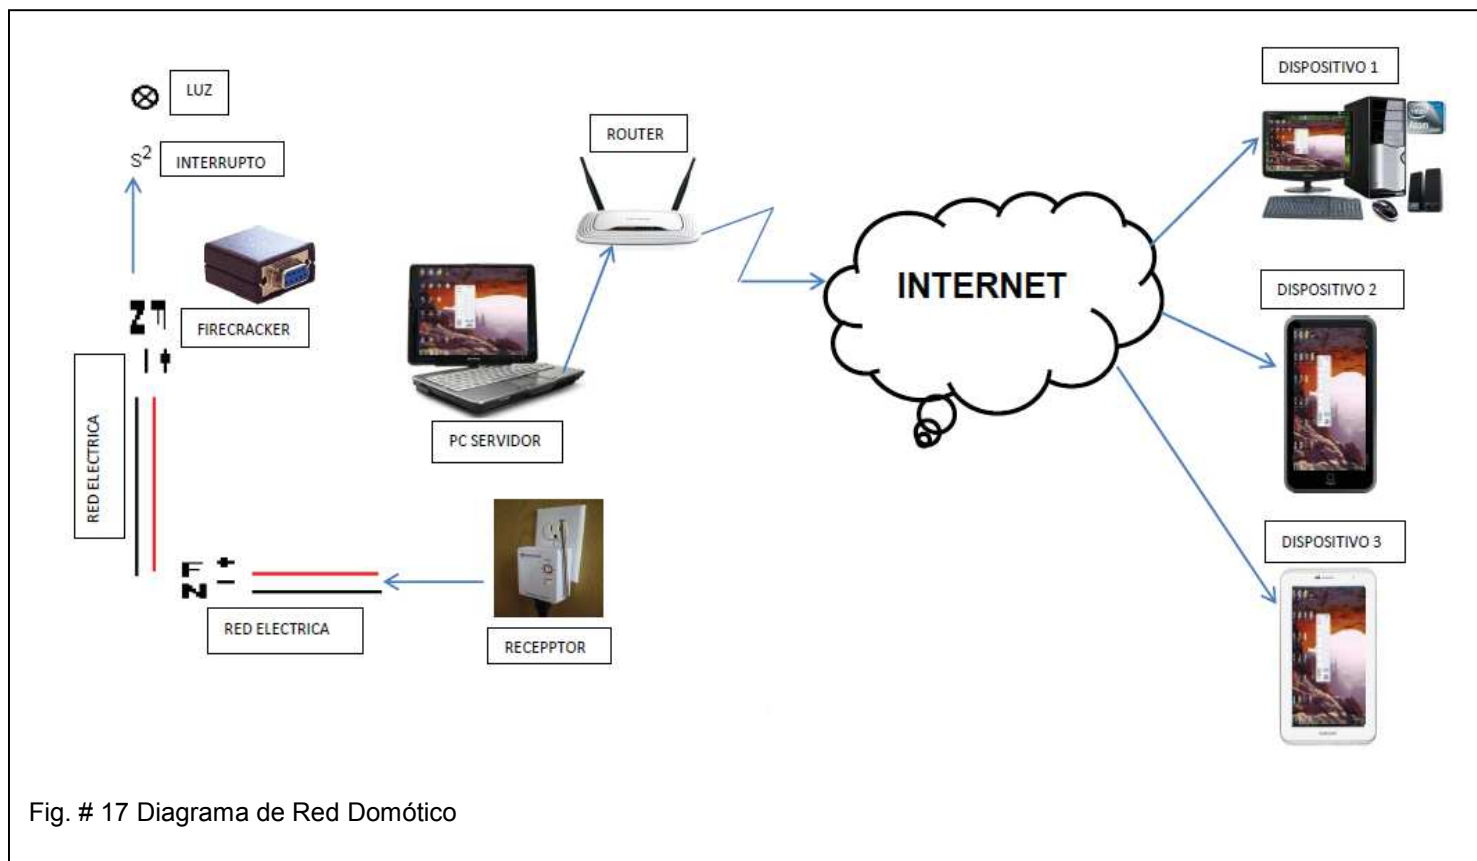 LUZ
S²
INTERRUPTO
FIRECRACKER
RED ELECTRICA
F +
N −
RED ELECTRICA
RECEPPTOR
PC SERVIDOR
ROUTER
INTERNET
DISPOSITIVO 1
DISPOSITIVO 2
DISPOSITIVO 3
Fig. # 17 Diagrama de Red Domótico